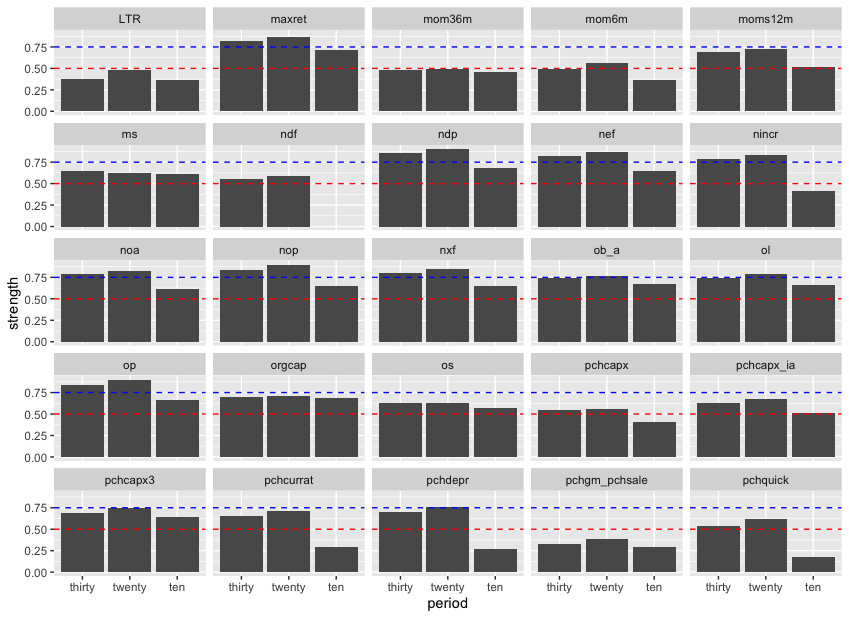 LTR maxret mom36m mom6m moms12m
0.75
0.50
0.25
0.00
ms ndf ndp nef nincr
0.75
0.50
0.25
0.00
noa nop nxf ob_a ol
0.75
0.50
0.25
0.00
op orgcap os pchcapx pchcapx_ia
0.75
0.50
0.25
0.00
pchcapx3 pchcurrat pchdepr pchgm_pchsale pchquick
0.75
0.50
0.25
0.00
thirty twenty ten thirty twenty ten thirty twenty ten thirty twenty ten thirty twenty ten
period
strength